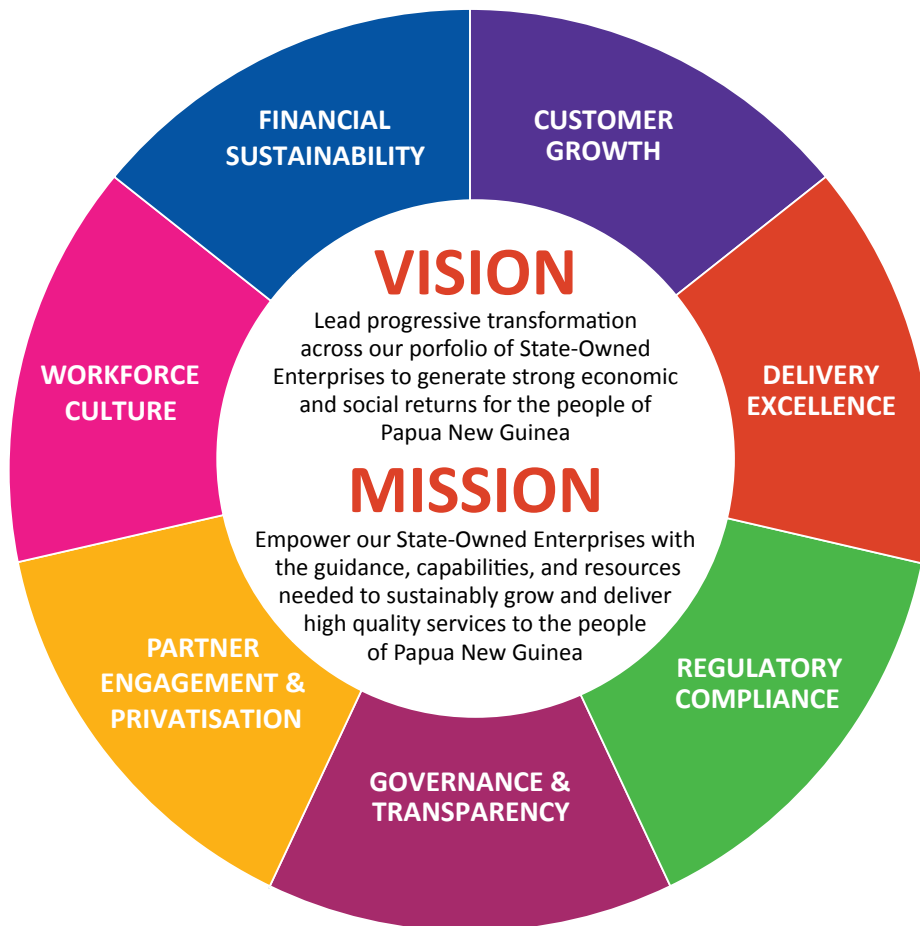 FINANCIAL
SUSTAINABILITY
CUSTOMER
GROWTH
DELIVERY
EXCELLENCE
REGULATORY
COMPLIANCE
GOVERNANCE &
TRANSPARENCY
PARTNER
ENGAGEMENT &
PRIVATISATION
WORKFORCE
CULTURE
VISION
Lead progressive transformation
across our porfolio of State-Owned
Enterprises to generate strong economic
and social returns for the people of
Papua New Guinea
MISSION
Empower our State-Owned Enterprises with
the guidance, capabilities, and resources
needed to sustainably grow and deliver
high quality services to the people
of Papua New Guinea